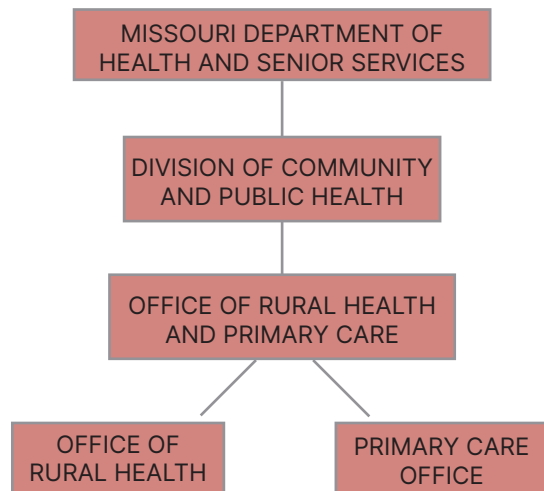 MISSOURI DEPARTMENT OF
HEALTH AND SENIOR SERVICES
DIVISION OF COMMUNITY
AND PUBLIC HEALTH
OFFICE OF RURAL HEALTH
AND PRIMARY CARE
OFFICE OF
RURAL HEALTH
PRIMARY CARE
OFFICE